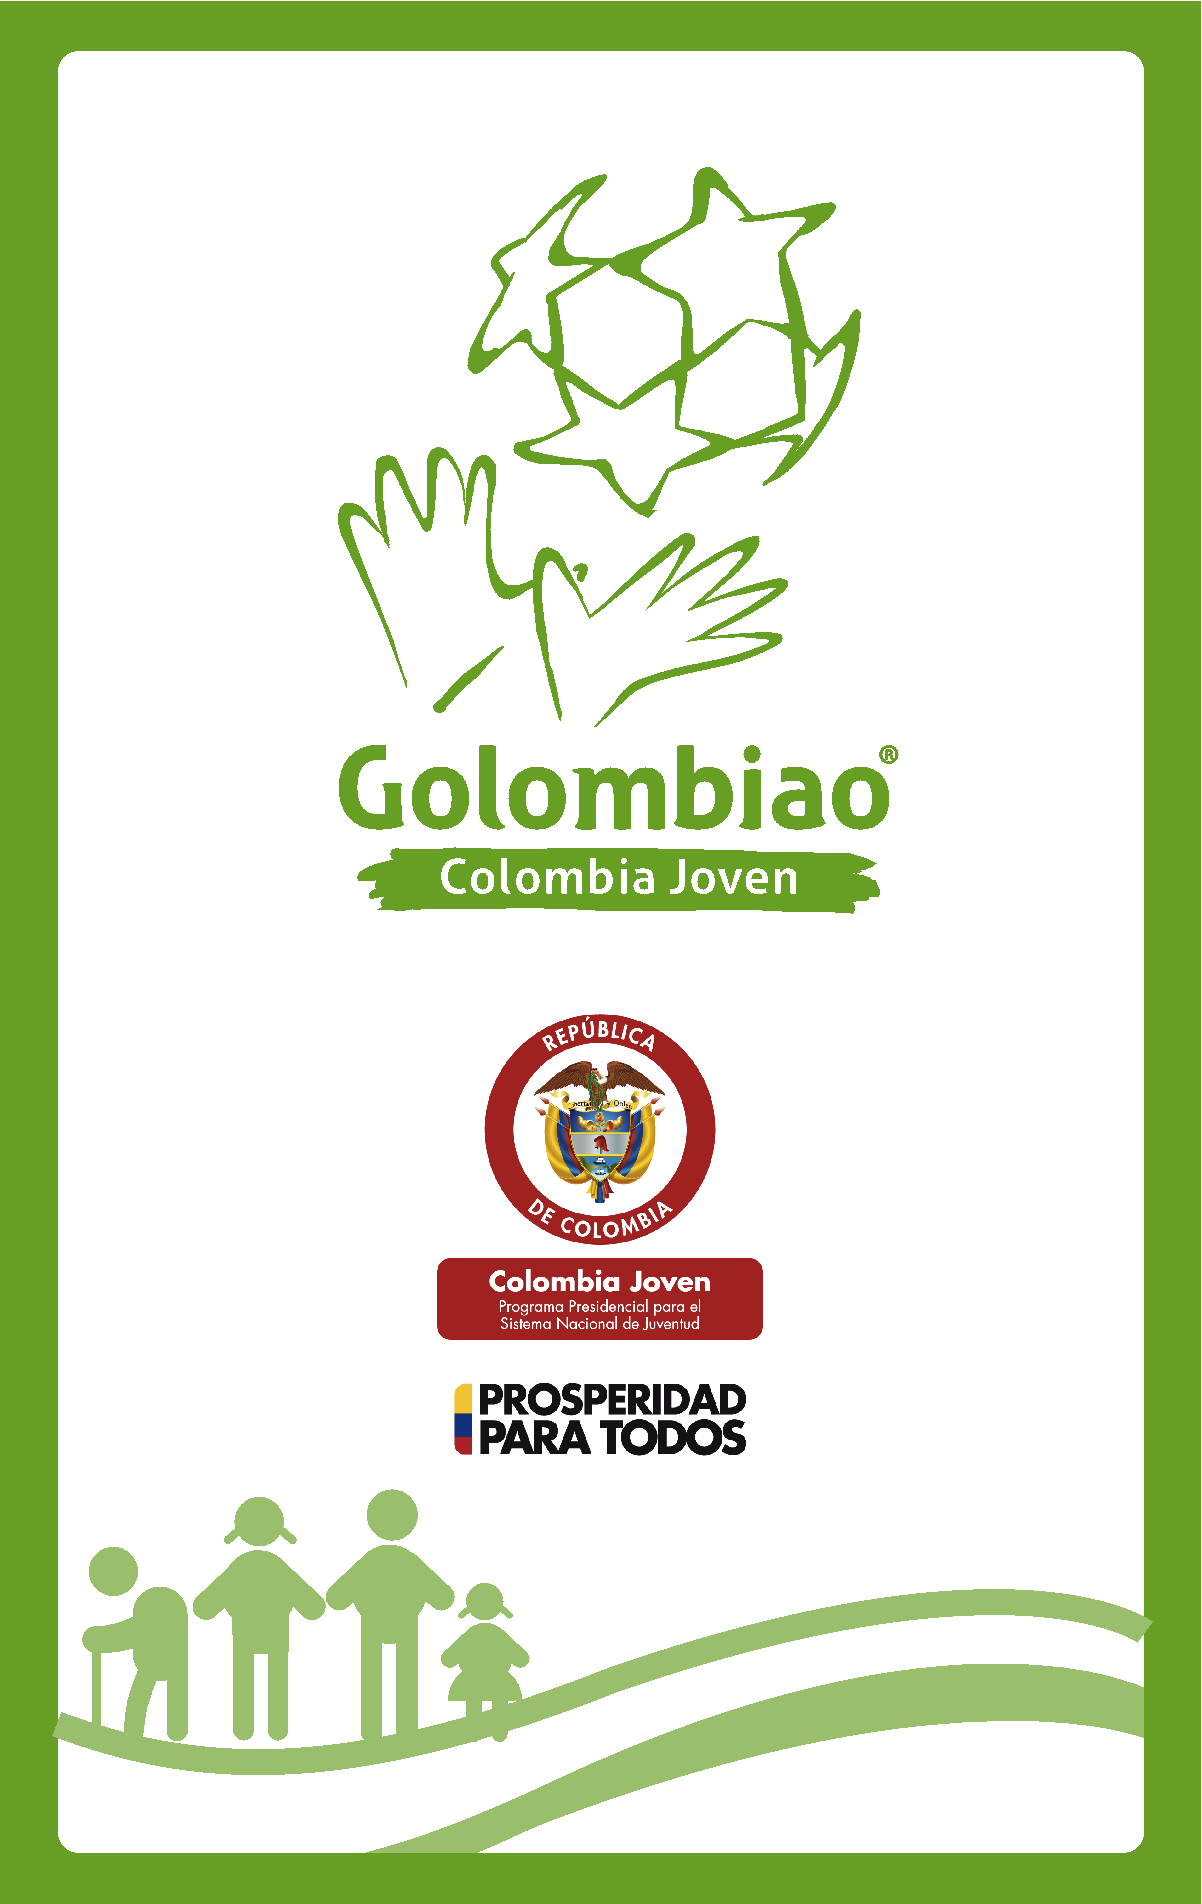 Golombiao®
Colombia Joven
REPÚBLICA
DE COLOMBIA
Colombia Joven
Programa Presidencial para el
Sistema Nacional de Juventud
PROSPERIDAD
PARA TODOS